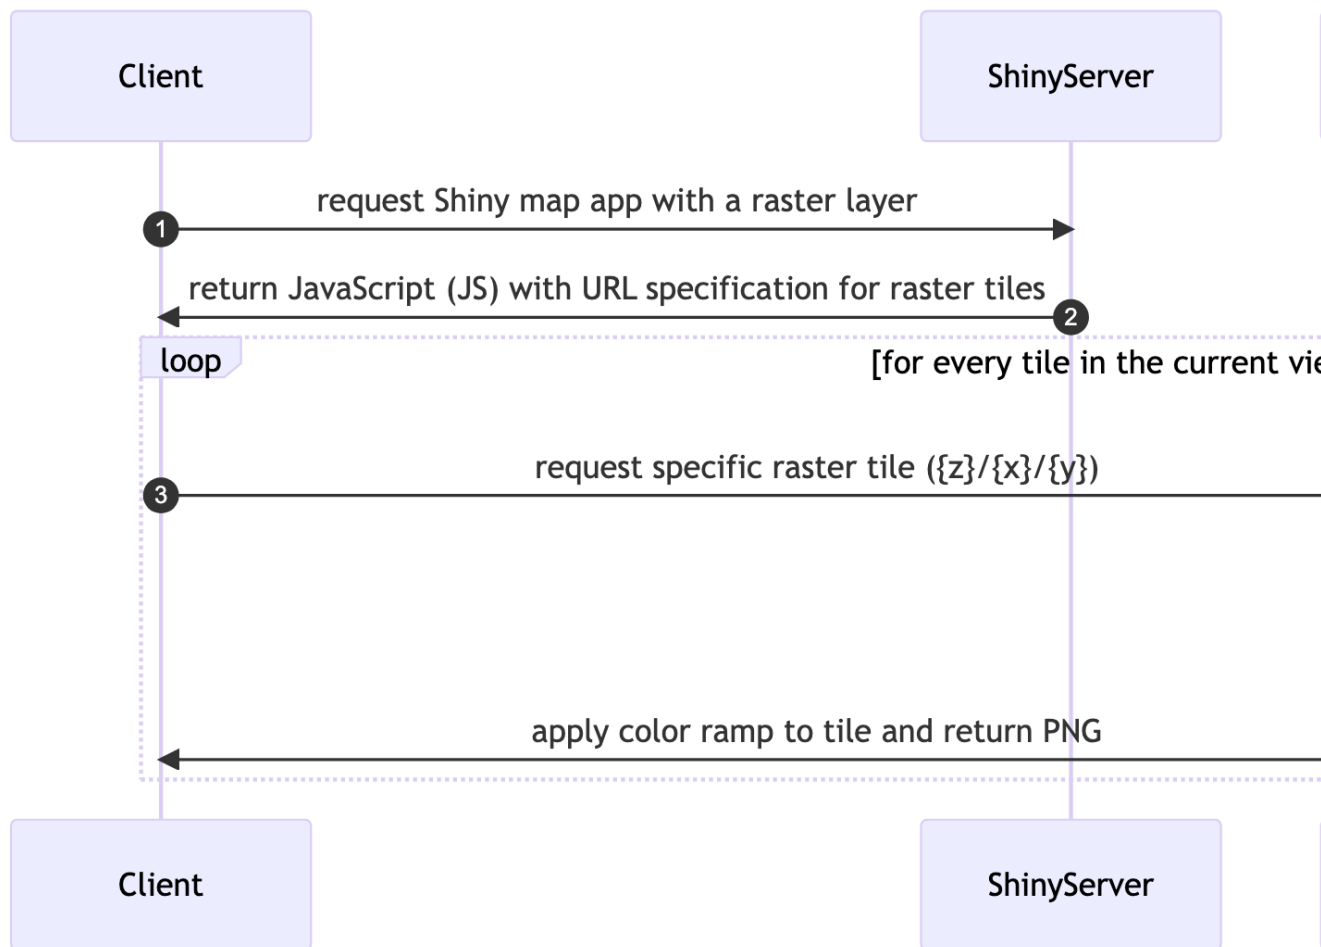 Client
ShinyServer
request Shiny map app with a raster layer
1
return JavaScript (JS) with URL specification for raster tiles
2
loop
[for every tile in the current
request specific raster tile ({z}/{x}/{y})
3
apply color ramp to tile and return PNG
Client
ShinyServer